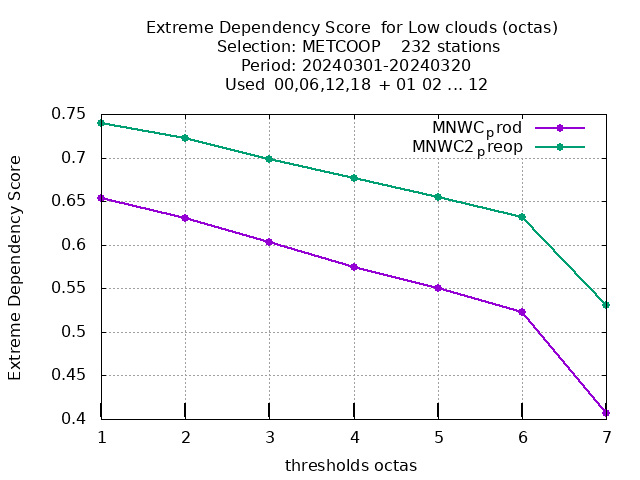 Extreme Dependency Score  for Low clouds (octas)
Selection: METCOOP    232 stations
Period: 20240301-20240320
Used  00,06,12,18 + 01 02 ... 12
MNWCprod
MNWC2preop
Extreme Dependency Score
0.75
0.7
0.65
0.6
0.55
0.5
0.45
0.4
1 2 3 4 5 6 7
thresholds octas